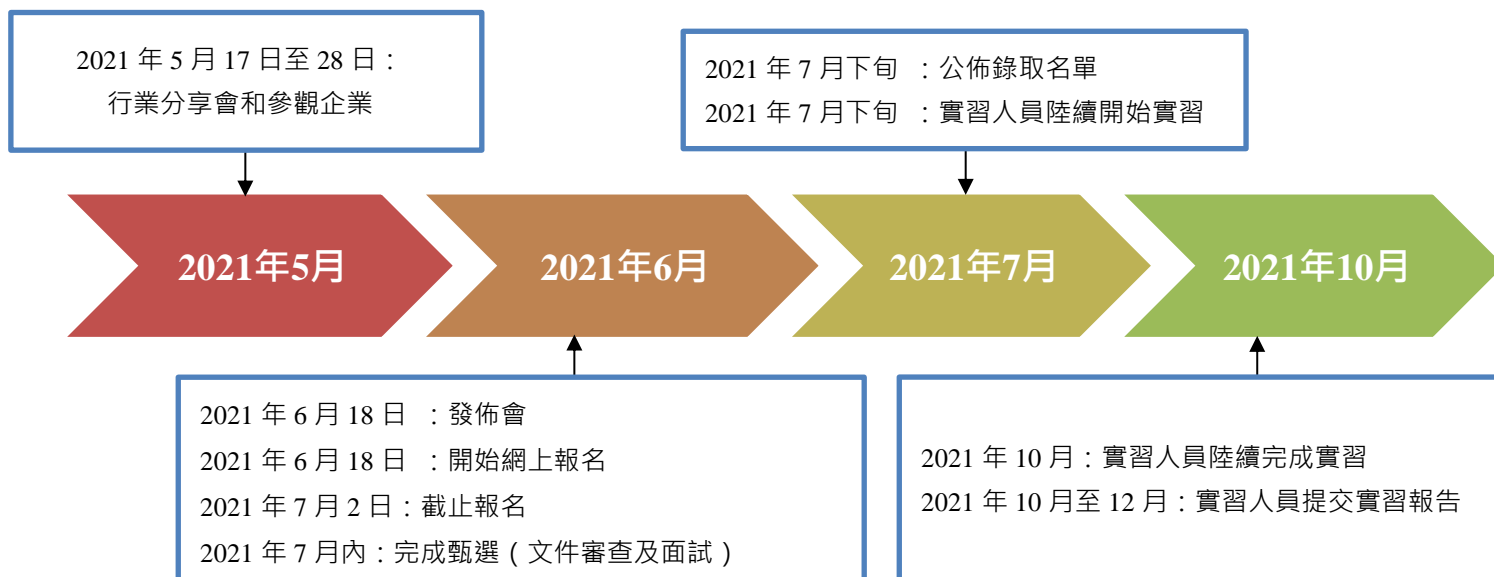 2021 年 5 月 17 日至 28 日：
行業分享會和參觀企業
2021 年 7 月下旬 ：公佈錄取名單
2021 年 7 月下旬 ：實習人員陸續開始實習
2021年5月
2021年6月
2021年7月
2021年10月
2021 年 6 月 18 日 ：發佈會
2021 年 6 月 18 日 ：開始網上報名
2021 年 7 月 2 日：截止報名
2021 年 7 月內：完成甄選（文件審查及面試）
2021 年 10 月：實習人員陸續完成實習
2021 年 10 月至 12 月：實習人員提交實習報告